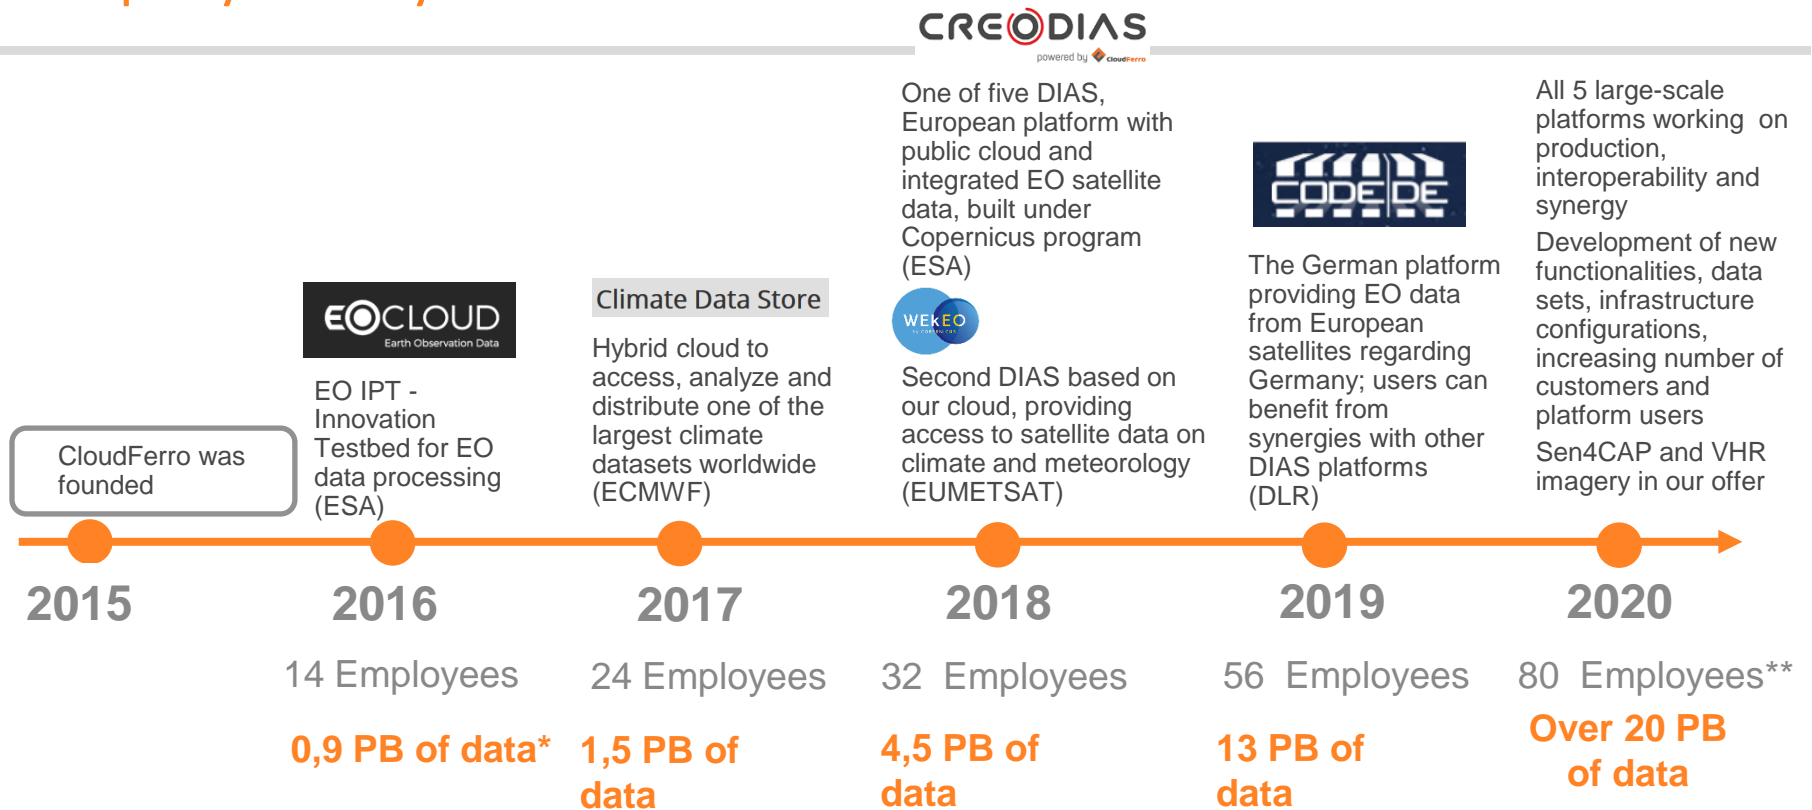 CREODIAS
powered by CloudFerro
One of five DIAS,
European platform with
public cloud and
integrated EO satellite
data, built under
Copernicus program
(ESA)
All 5 large-scale
platforms working on
production,
interoperability and
synergy
Development of new
functionalities, data
sets, infrastructure
configurations,
increasing number of
customers and
platform users
Sen4CAP and VHR
imagery in our offer
CODE DE
The German platform
providing EO data
from European
satellites regarding
Germany; users can
benefit from
synergies with other
DIAS platforms
(DLR)
WEkEO
Second DIAS based on
our cloud, providing
access to satellite data on
climate and meteorology
(EUMETSAT)
Climate Data Store
Hybrid cloud to
access, analyze and
distribute one of the
largest climate
datasets worldwide
(ECMWF)
EOCLOUD
Earth Observation Data
EO IPT -
Innovation
Testbed for EO
data processing
(ESA)
CloudFerro was
founded
2015
2016
2017
2018
2019
2020
14 Employees
24 Employees
32 Employees
56 Employees
80 Employees**
0,9 PB of data*
1,5 PB of
data
4,5 PB of
data
13 PB of
data
Over 20 PB
of data